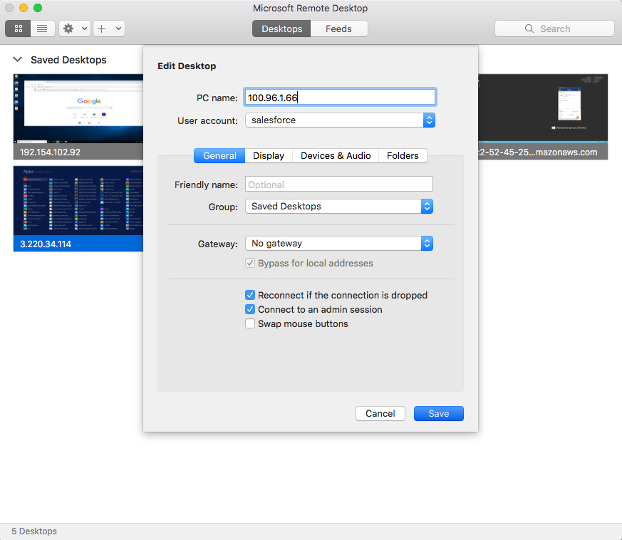 Microsoft Remote Desktop
Desktops Feeds
Search
Saved Desktops
Edit Desktop
PC name: 100.96.1.66
User account: salesforce
Google
192.154.102.92
22-52-45-25...mazonaws.com
General Display Devices & Audio Folders
Apps
Friendly name: Optional
Group: Saved Desktops
3.220.34.114
Gateway: No gateway
Bypass for local addresses
Reconnect if the connection is dropped
Connect to an admin session
Swap mouse buttons
Cancel Save
5 Desktops